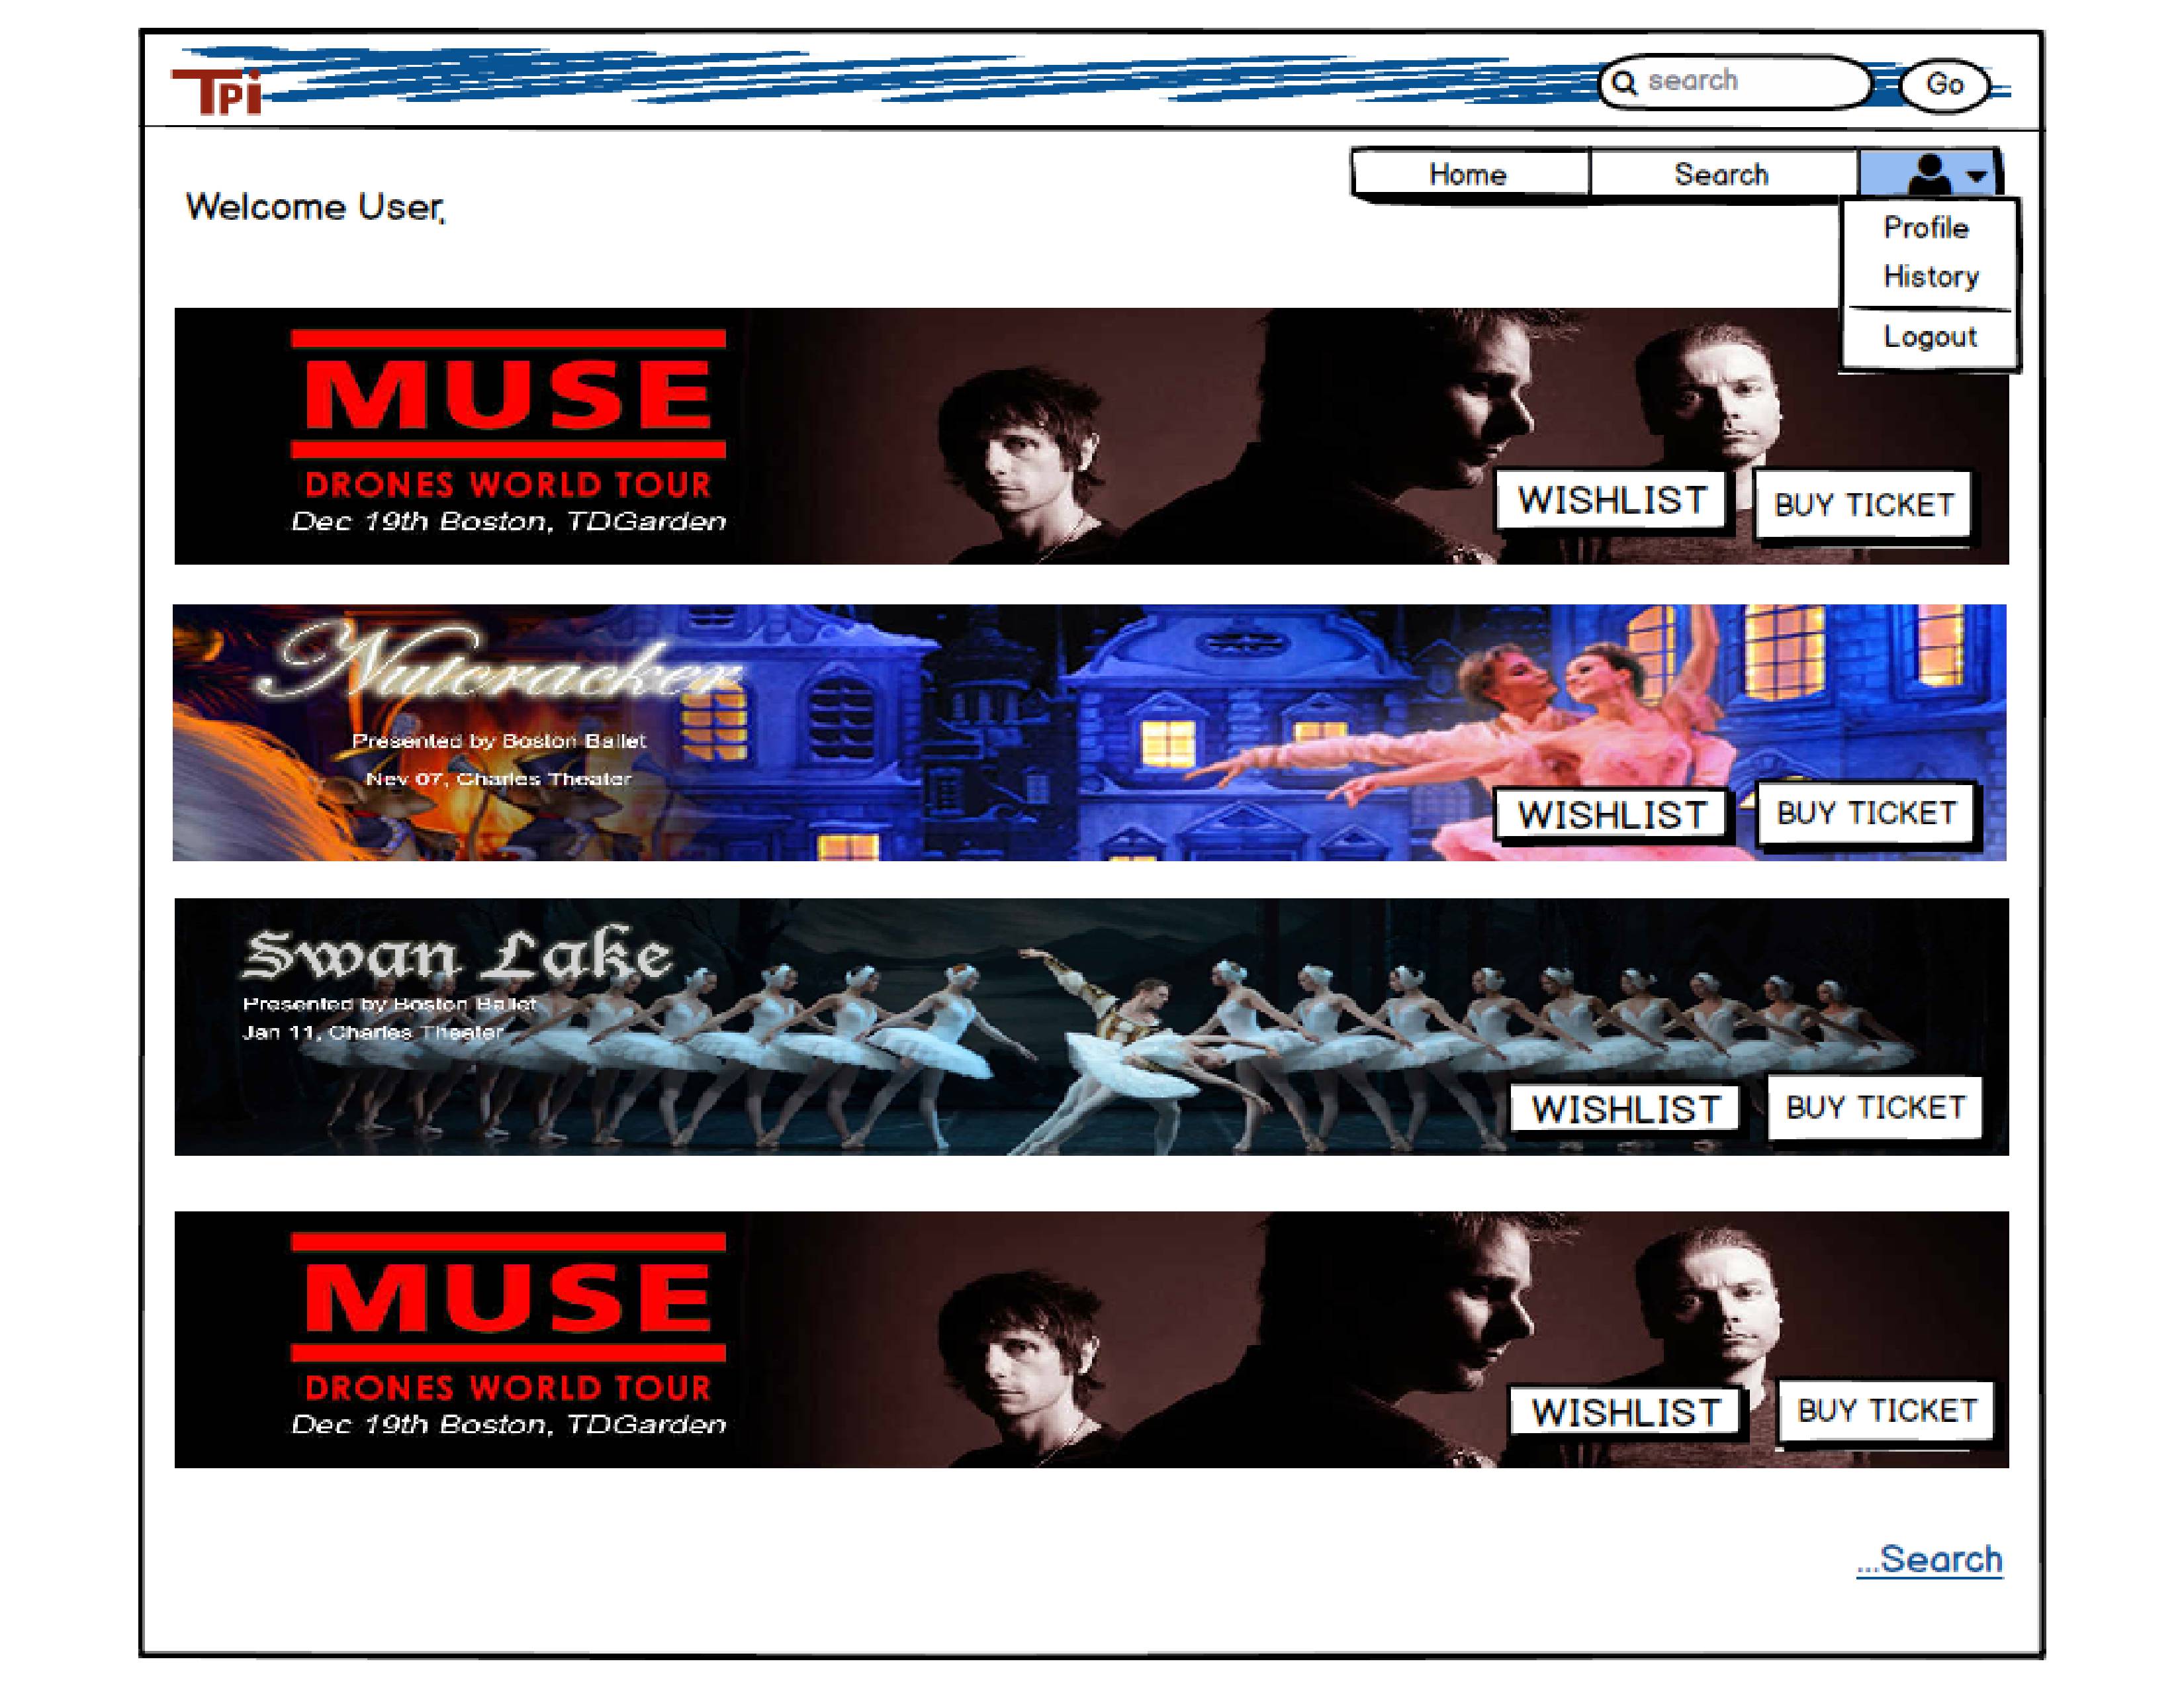 TPi
search
Go
Home
Search
Welcome User,
Profile
History
Logout
MUSE
DRONES WORLD TOUR
Dec 19th Boston, TDGarden
WISHLIST
BUY TICKET
Nutcracker
Presented by Boston Ballet
Nov 07, Charles Theater
WISHLIST
BUY TICKET
Swan Lake
Presented by Boston Ballet
Jan 11, Charles Theater
WISHLIST
BUY TICKET
MUSE
DRONES WORLD TOUR
Dec 19th Boston, TDGarden
WISHLIST
BUY TICKET
...Search